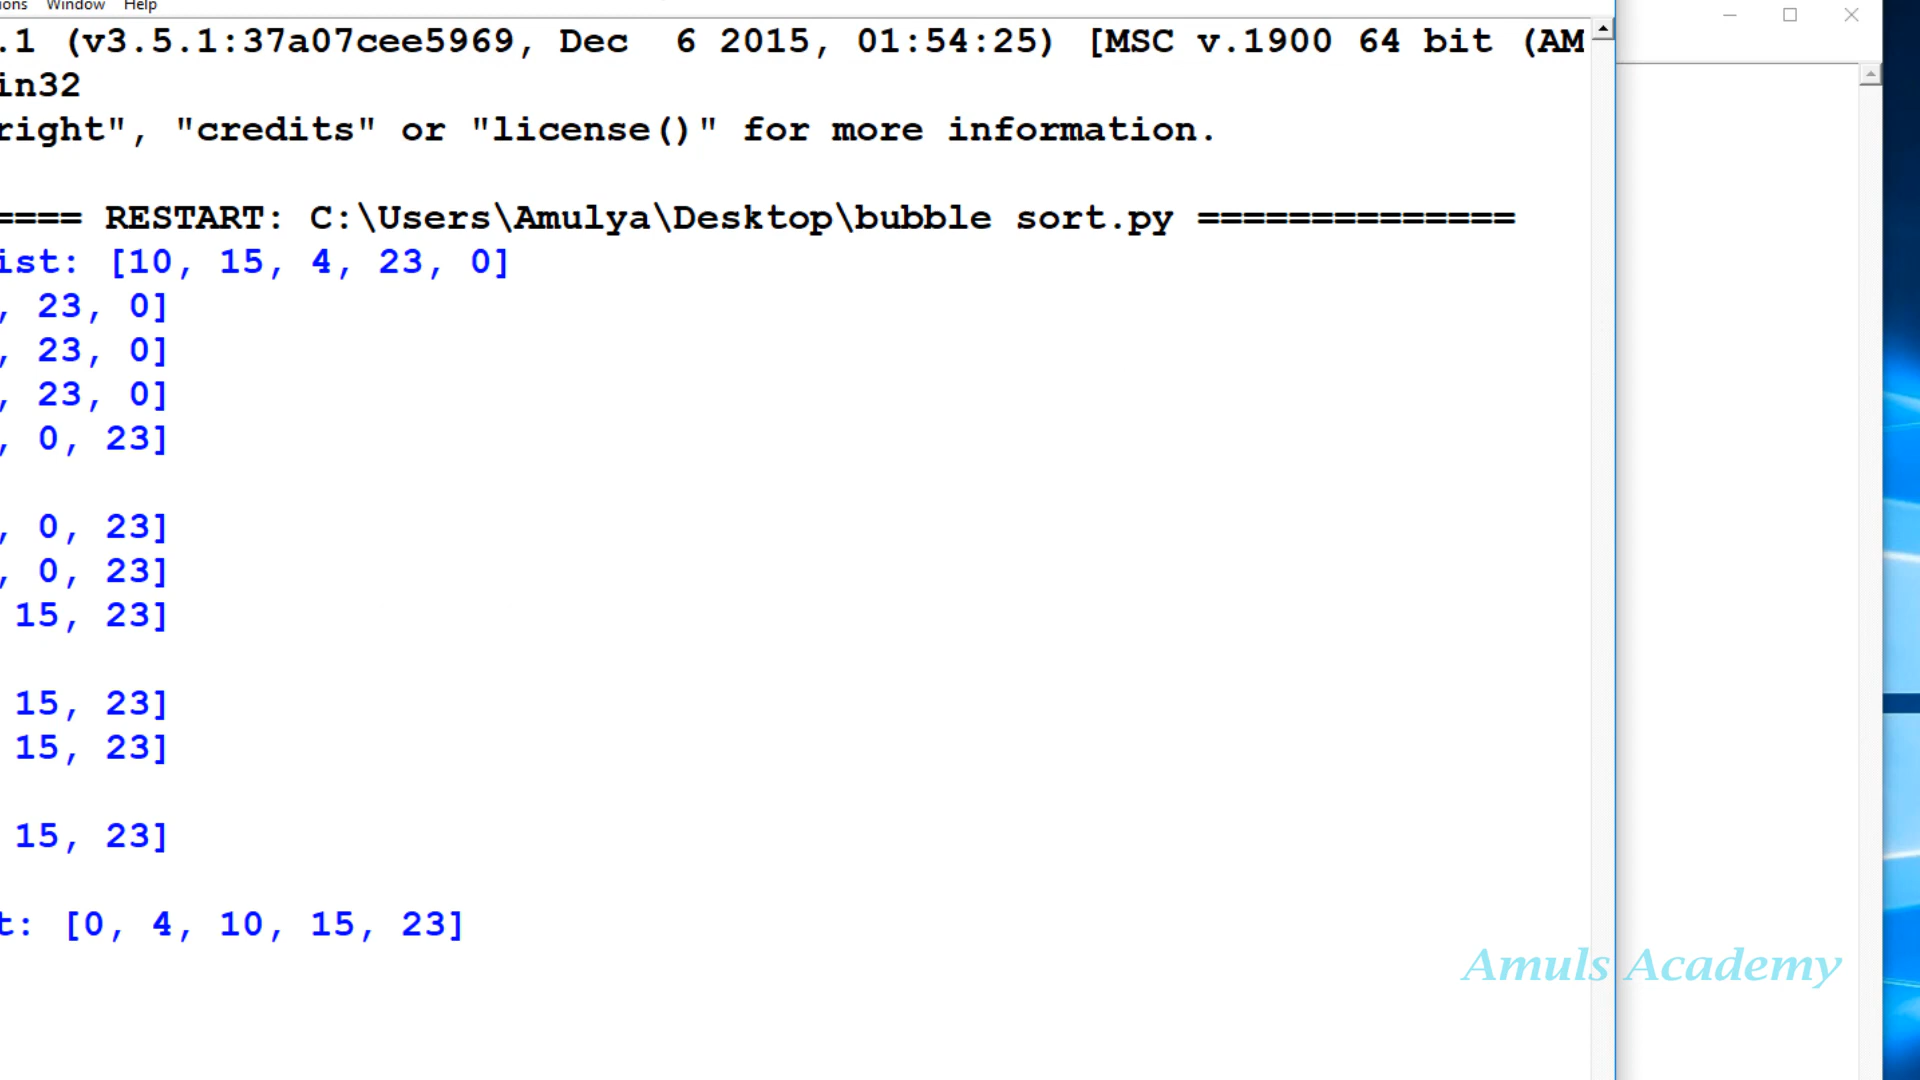 ions Window Help
.1 (v3.5.1:37a07cee5969, Dec  6 2015, 01:54:25) [MSC v.1900 64 bit (AM
in32
right", "credits" or "license()" for more information.
==== RESTART: C:\Users\Amulya\Desktop\bubble sort.py ==============
ist: [10, 15, 4, 23, 0]
, 23, 0]
, 23, 0]
, 23, 0]
, 0, 23]
, 0, 23]
, 0, 23]
15, 23]
15, 23]
15, 23]
15, 23]
t: [0, 4, 10, 15, 23]
Amuls Academy